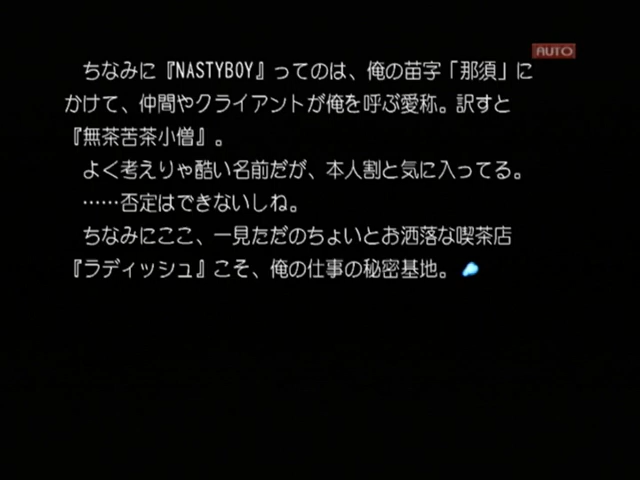 AUTO
ちなみに『NASTYBOY』ってのは、俺の苗字「那須」に
かけて、仲間やクライアントが俺を呼ぶ愛称。訳すと
『無茶苦茶小僧』。
よく考えりゃ酷い名前だが、本人割と気に入ってる。
……否定はできないしね。
ちなみにここ、一見ただのちょいとお洒落な喫茶店
『ラディッシュ』こそ、俺の仕事の秘密基地。